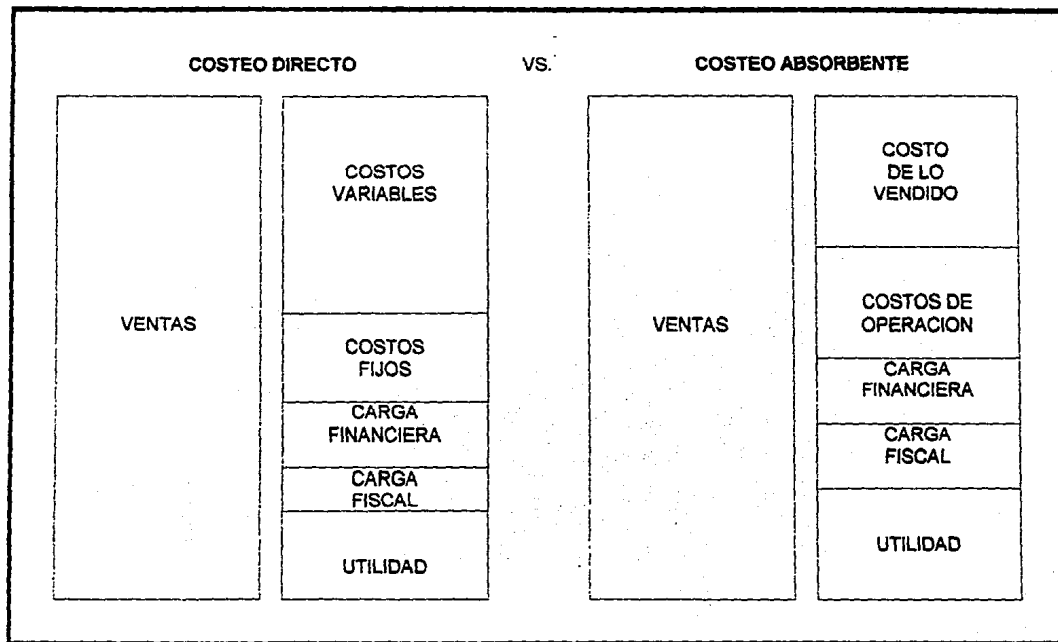 COSTEO DIRECTO VS. COSTEO ABSORBENTE
VENTAS
COSTOS
VARIABLES
COSTOS
FIJOS
CARGA
FINANCIERA
CARGA
FISCAL
UTILIDAD
VENTAS
COSTO
DE LO
VENDIDO
COSTOS DE
OPERACION
CARGA
FINANCIERA
CARGA
FISCAL
UTILIDAD